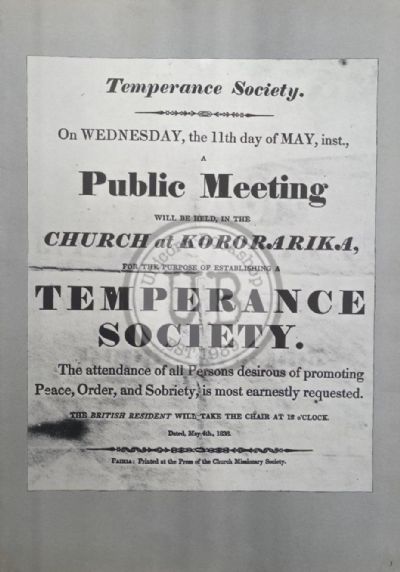 Temperance Society.
On WEDNESDAY, the 11th day of MAY, inst.,
A
Public Meeting
WILL BE HELD, IN THE
CHURCH at KORORARIKA,
FOR THE PURPOSE OF ESTABLISHING A
TEMPERANCE
SOCIETY.
The attendance of all Persons desirous of promoting
Peace, Order, and Sobriety, is most earnestly requested.
THE BRITISH RESIDENT WILL TAKE THE CHAIR AT 12 o'CLOCK.
Dated, May 4th, 1836.
PAIHIA: Printed at the Press of the Church Missionary Society.
Unicorn Bookshop
UB